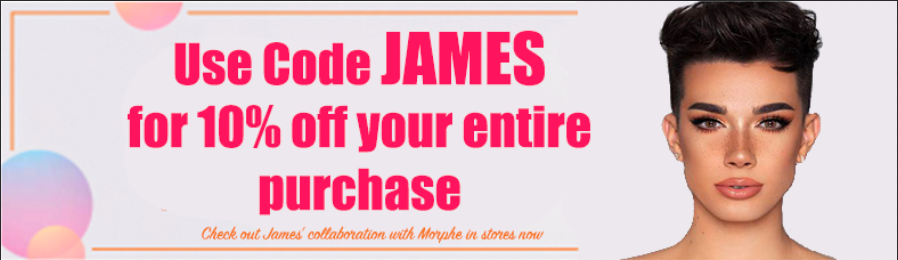 Use Code JAMES
for 10% off your entire
purchase
Check out James' collaboration with Morphe in stores now